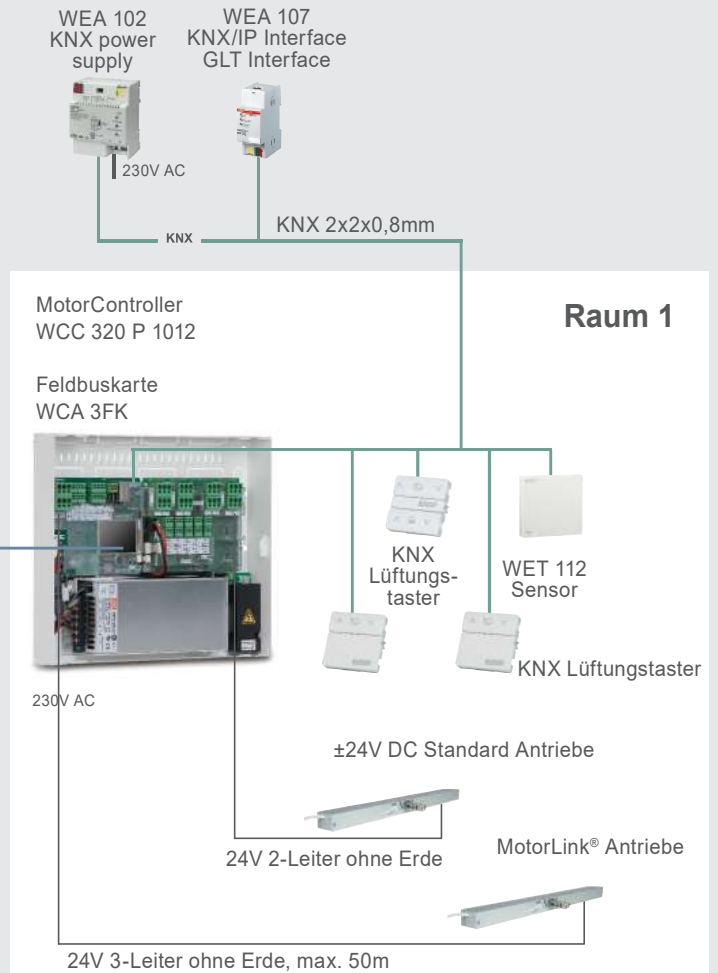 WEA 102
KNX power
supply
WEA 107
KNX/IP Interface
GLT Interface
230V AC
KNX
KNX 2x2x0,8mm
MotorController
WCC 320 P 1012
Raum 1
Feldbuskarte
WCA 3FK
KNX
Lüftungs-
taster
WET 112
Sensor
KNX Lüftungstaster
230V AC
±24V DC Standard Antriebe
24V 2-Leiter ohne Erde
MotorLink® Antriebe
24V 3-Leiter ohne Erde, max. 50m